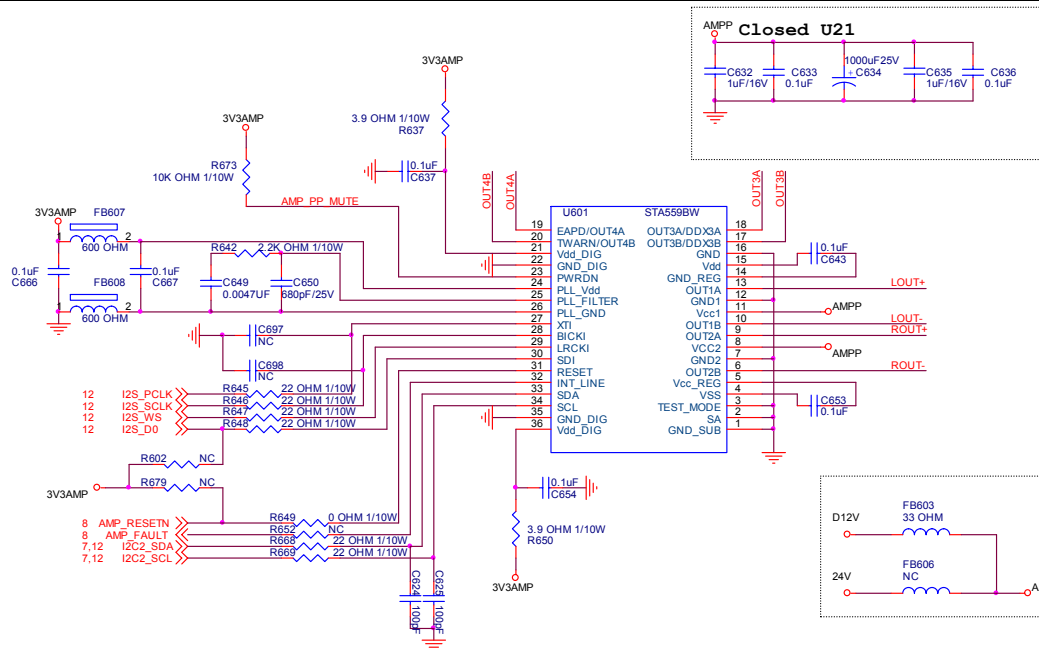 AMPP
Closed U21
C632
1uF/16V
C633
0.1uF
1000uF25V
+
C634
C635
1uF/16V
C636
0.1uF
3V3AMP
3.9 OHM 1/10W
R637
0.1uF
C637
3V3AMP
R673
10K OHM 1/10W
AMP_PP_MUTE
OUT4B
OUT4A
OUT3A
OUT3B
3V3AMP
FB607
1
2
600 OHM
0.1uF
C666
0.1uF
C667
FB608
1
2
600 OHM
R642
2.2K OHM 1/10W
C649
0.0047UF
C650
680pF/25V
C697
NC
C698
NC
U601
STA559BW
19 EAPD/OUT4A
20 TWARN/OUT4B
21 Vdd_DIG
22 GND_DIG
23 PWRDN
24 PLL_Vdd
25 PLL_FILTER
26 PLL_GND
27 XTI
28 BICKI
29 LRCKI
30 SDI
31 RESET
32 INT_LINE
33 SDA
34 SCL
35 GND_DIG
36 Vdd_DIG
OUT3A/DDX3A 18
OUT3B/DDX3B 17
GND 16
Vdd 15
GND_REG 14
OUT1A 13
GND1 12
Vcc1 11
OUT1B 10
OUT2A 9
VCC2 8
GND2 7
OUT2B 6
Vcc_REG 5
VSS 4
TEST_MODE 3
SA 2
GND_SUB 1
0.1uF
C643
LOUT+
AMPP
LOUT-
ROUT+
AMPP
ROUT-
C653
0.1uF
12 I2S_PCLK R645 22 OHM 1/10W
12 I2S_SCLK R646 22 OHM 1/10W
12 I2S_WS R647 22 OHM 1/10W
12 I2S_D0 R648 22 OHM 1/10W
R602 NC
R679 NC
3V3AMP
8 AMP_RESETN R649 0 OHM 1/10W
8 AMP_FAULT R652 NC
7,12 I2C2_SDA R668 22 OHM 1/10W
7,12 I2C2_SCL R669 22 OHM 1/10W
C624
100pF
C625
100pF
0.1uF
C654
3.9 OHM 1/10W
R650
3V3AMP
D12V
FB603
33 OHM
24V
FB606
NC